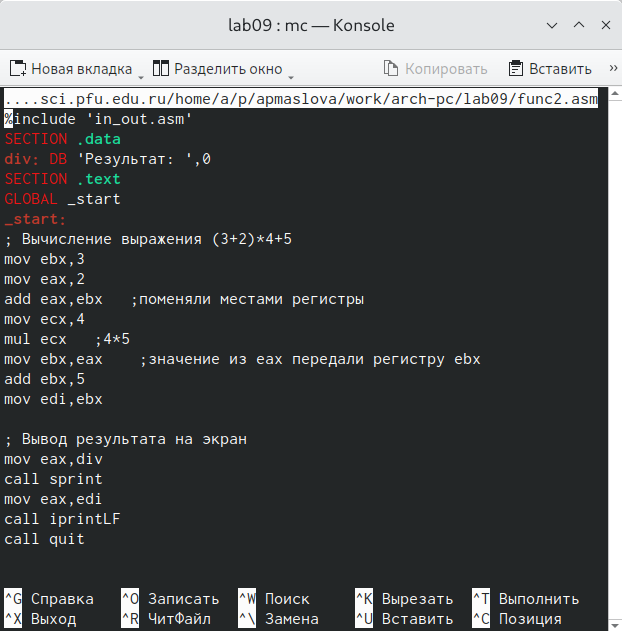 lab09 : mc — Konsole
Новая вкладка Разделить окно Копировать Вставить »
....sci.pfu.edu.ru/home/a/p/apmaslova/work/arch-pc/lab09/func2.asm
%include 'in_out.asm'
SECTION .data
div: DB 'Результат: ',0
SECTION .text
GLOBAL _start
_start:
; Вычисление выражения (3+2)*4+5
mov ebx,3
mov eax,2
add eax,ebx   ;поменяли местами регистры
mov ecx,4
mul ecx   ;4*5
mov ebx,eax    ;значение из eax передали регистру ebx
add ebx,5
mov edi,ebx
; Вывод результата на экран
mov eax,div
call sprint
mov eax,edi
call iprintLF
call quit
^G Справка ^O Записать ^W Поиск ^K Вырезать ^T Выполнить
^X Выход ^R ЧитФайл ^\ Замена ^U Вставить ^C Позиция